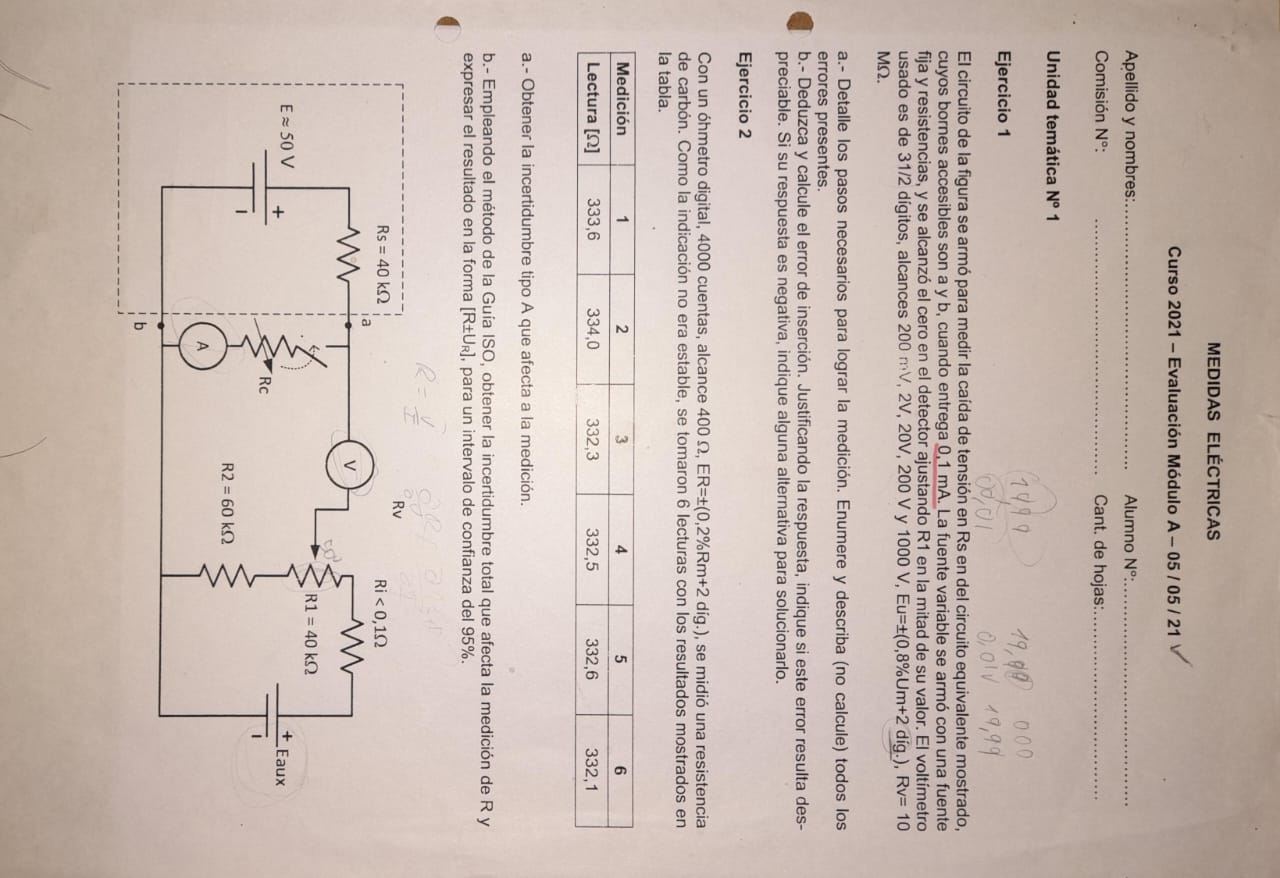 MEDIDAS ELÉCTRICAS
Curso 2021 – Evaluación Módulo A – 05 / 05 / 21 ✓
Apellido y nombres:........................................ Alumno Nº:........................................
Comisión Nº: ........................................ Cant. de hojas:........................................
Unidad temática Nº 1
1999 19,99 000
00,01 0,01V 19,99
Ejercicio 1
El circuito de la figura se armó para medir la caída de tensión en Rs en del circuito equivalente mostrado,
cuyos bornes accesibles son a y b, cuando entrega 0,1 mA. La fuente variable se armó con una fuente
fija y resistencias, y se alcanzó el cero en el detector ajustando R1 en la mitad de su valor. El voltímetro
usado es de 31/2 dígitos, alcances 200 mV, 2V, 20V, 200 V y 1000 V, Eu=±(0,8%Um+2 díg.), Rv= 10
MΩ.
a.- Detalle los pasos necesarios para lograr la medición. Enumere y describa (no calcule) todos los
errores presentes.
b.- Deduzca y calcule el error de inserción. Justificando la respuesta, indique si este error resulta des-
preciable. Si su respuesta es negativa, indique alguna alternativa para solucionarlo.
Ejercicio 2
Con un óhmetro digital, 4000 cuentas, alcance 400 Ω, ER=±(0,2%Rm+2 díg.), se midió una resistencia
de carbón. Como la indicación no era estable, se tomaron 6 lecturas con los resultados mostrados en
la tabla.
Medición 1 2 3 4 5 6
Lectura [Ω] 333,6 334,0 332,3 332,5 332,6 332,1
a.- Obtener la incertidumbre tipo A que afecta a la medición.
b.- Empleando el método de la Guía ISO, obtener la incertidumbre total que afecta la medición de R y
expresar el resultado en la forma [R±UR], para un intervalo de confianza del 95%.
R = V
I
Rs = 40 kΩ
a
Rv
Ri < 0,1Ω
V
E ≈ 50 V
+
Rc
R1 = 40 kΩ
+
Eaux
R2 = 60 kΩ
A
b